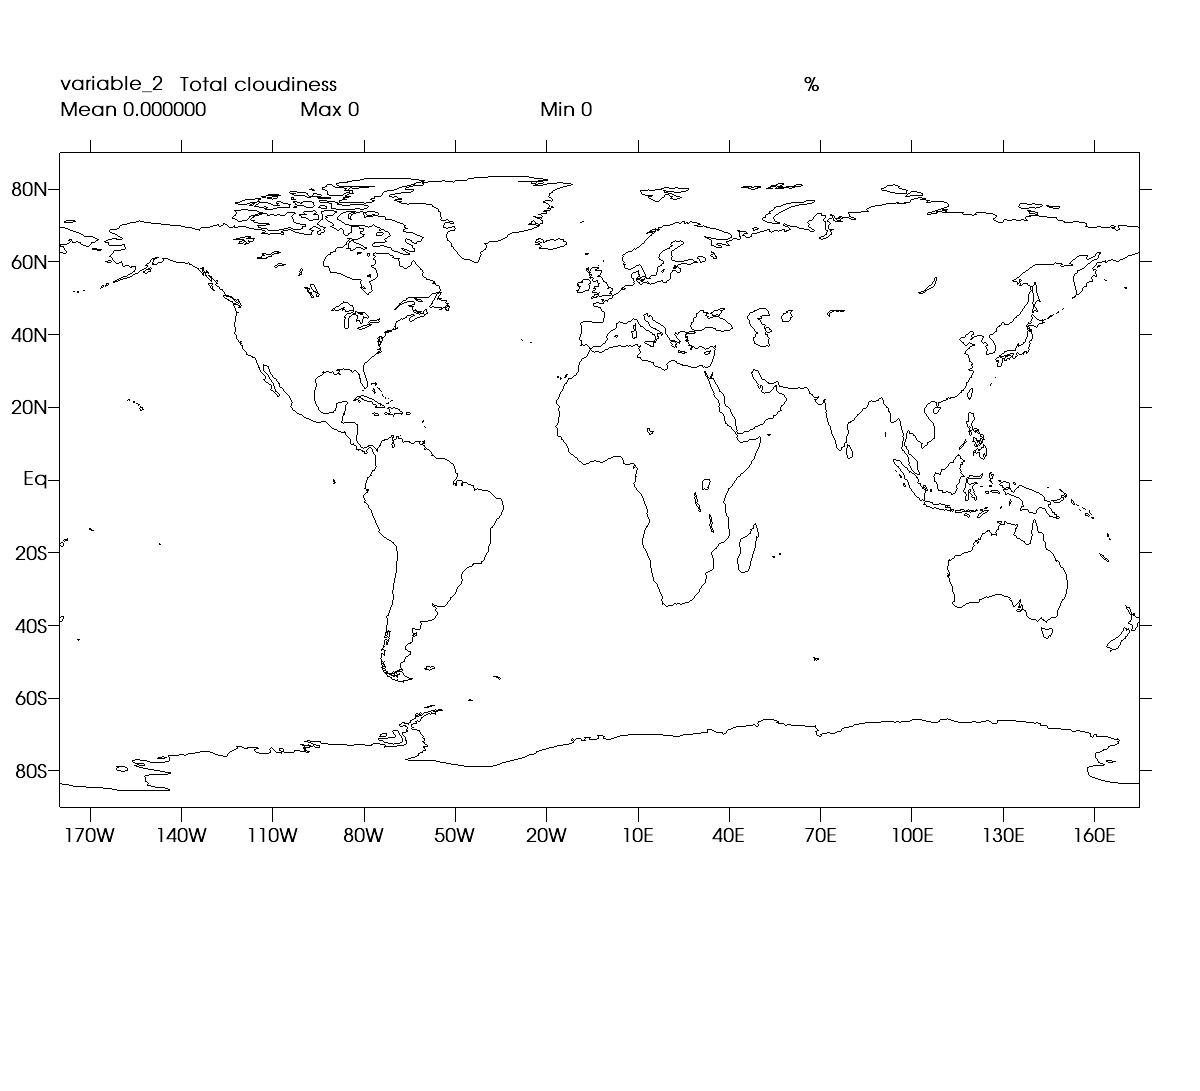 variable_2 Total cloudiness %
Mean 0.000000 Max 0 Min 0
80N
60N
40N
20N
Eq
20S
40S
60S
80S
170W 140W 110W 80W 50W 20W 10E 40E 70E 100E 130E 160E